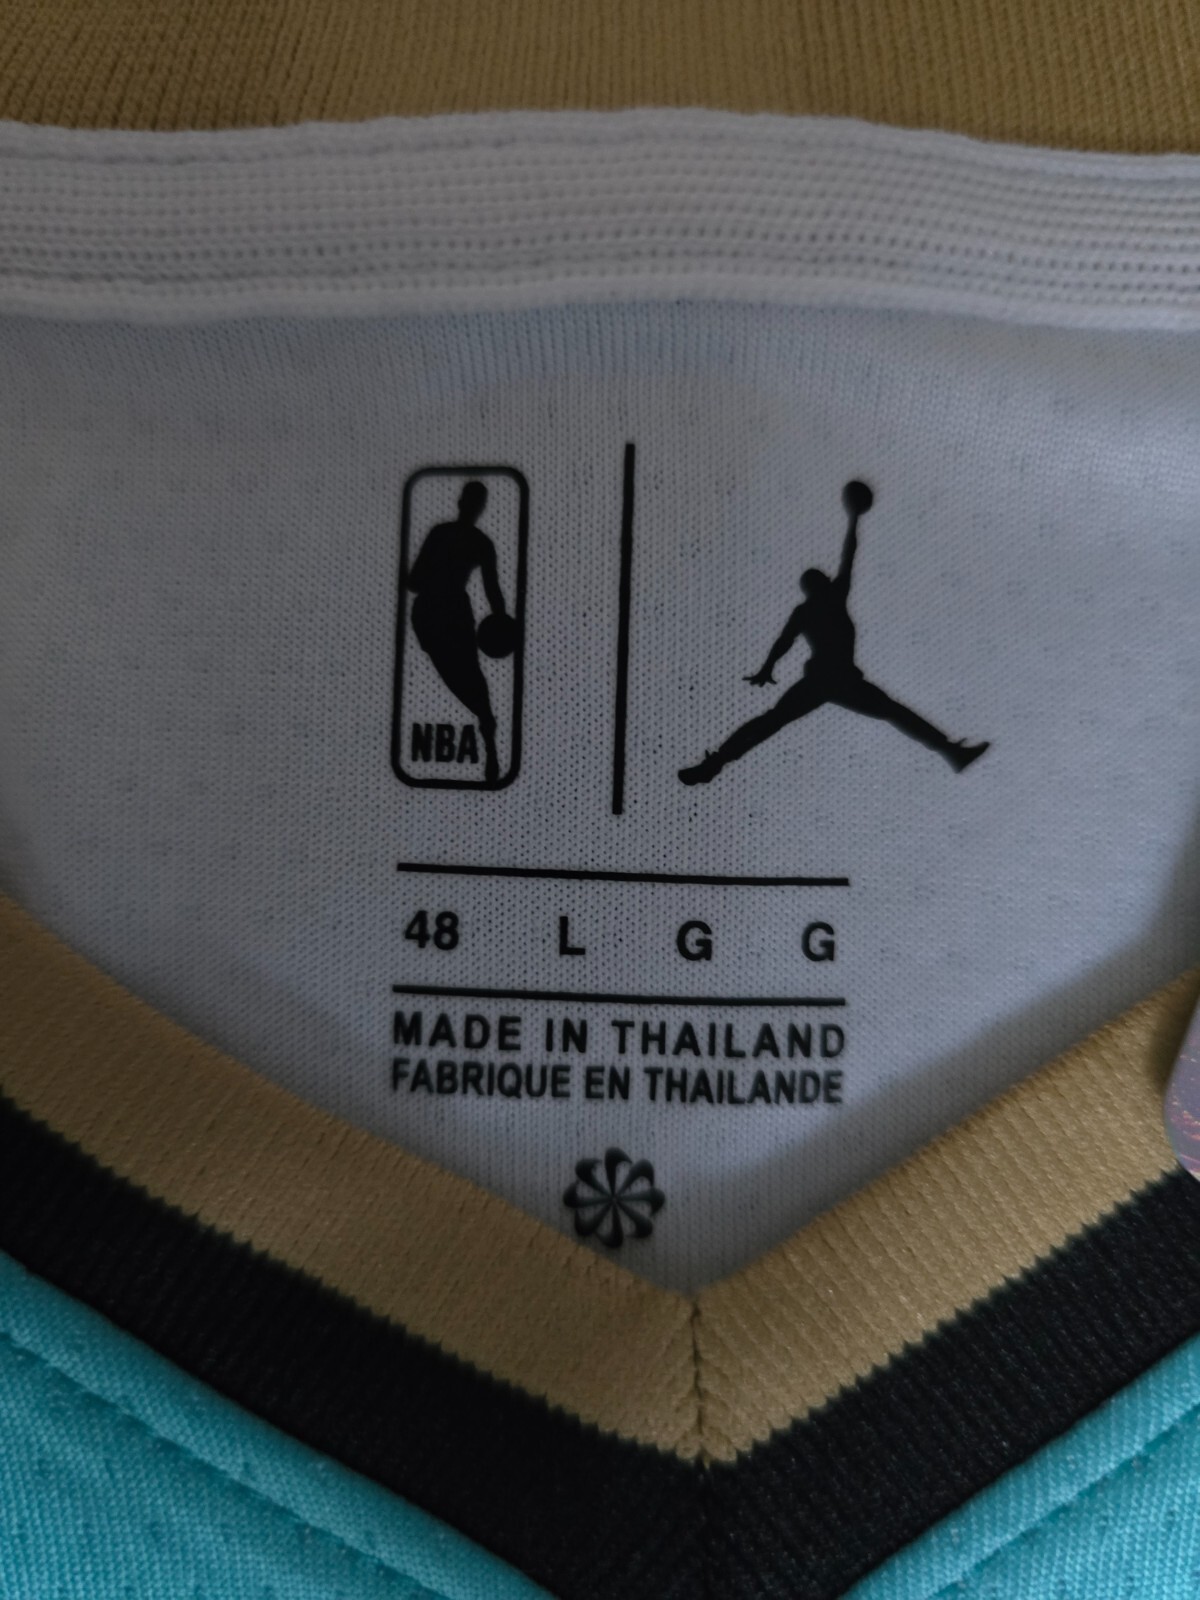 NBA
48 L G G
MADE IN THAILAND
FABRIQUE EN THAILANDE